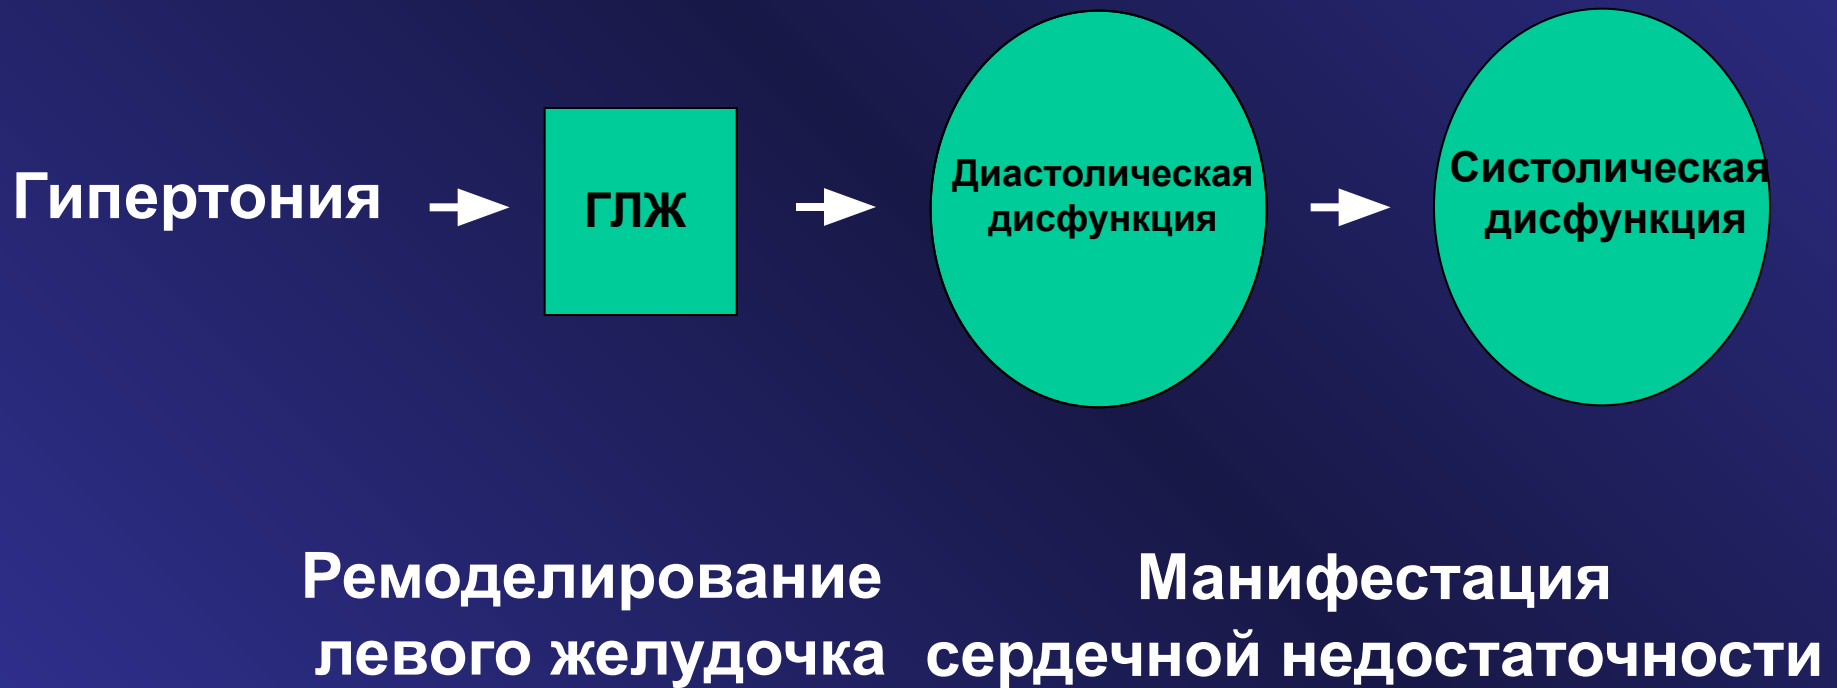 Гипертония
ГЛЖ
Диастолическая
дисфункция
Систолическая
дисфункция
Ремоделирование
левого желудочка
Манифестация
сердечной недостаточности